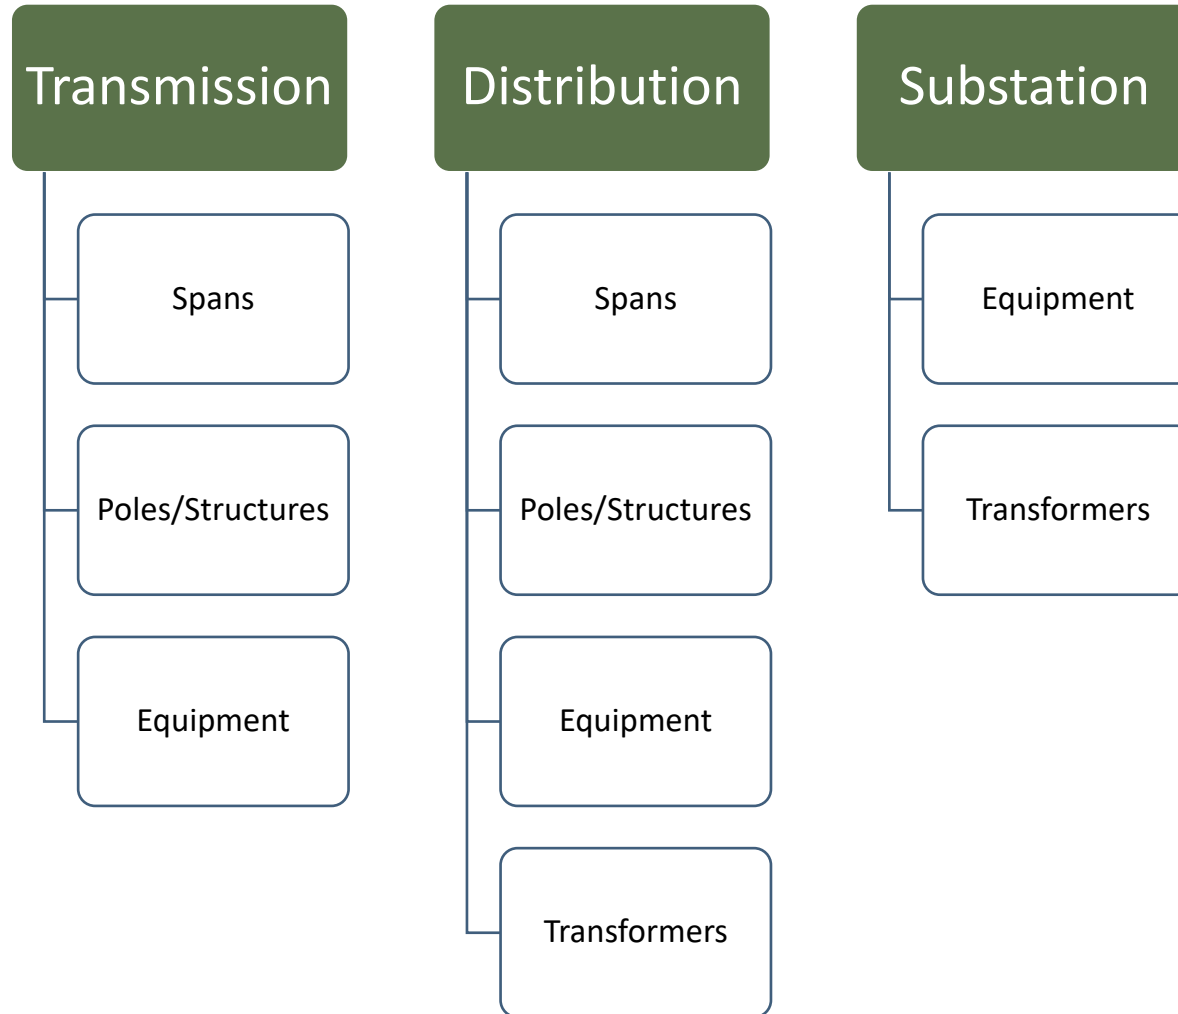 Transmission
Spans
Poles/Structures
Equipment
Distribution
Spans
Poles/Structures
Equipment
Transformers
Substation
Equipment
Transformers